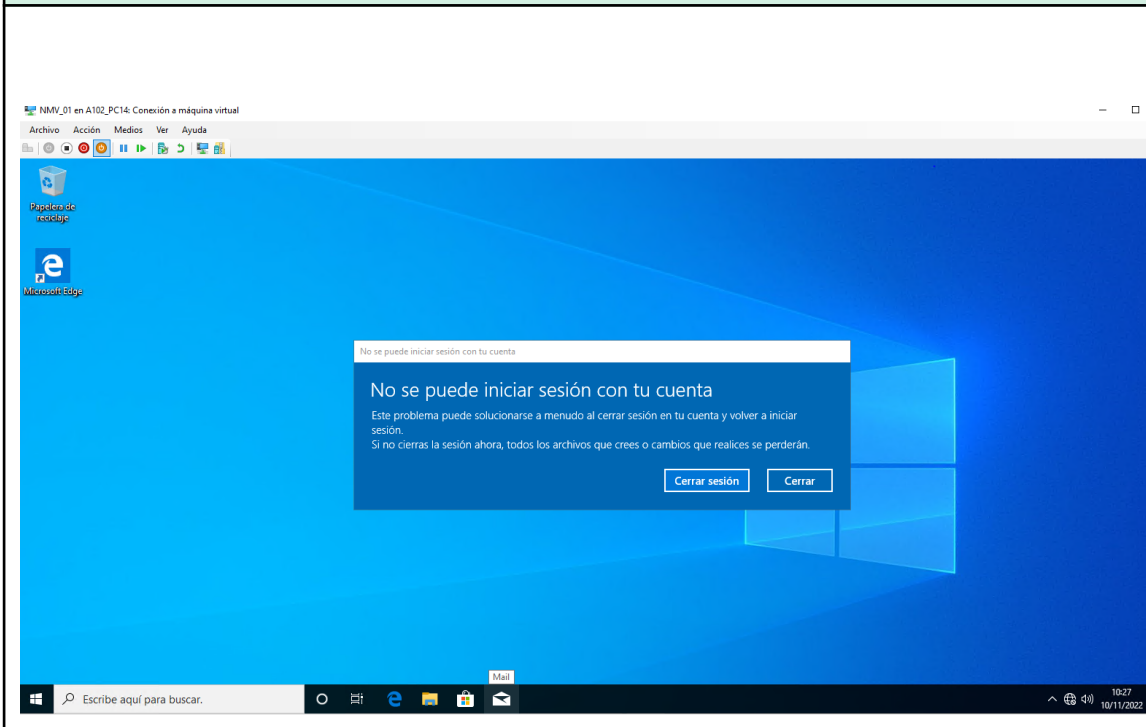 NMV_01 en A102_PC14: Conexión a máquina virtual
Archivo Acción Medios Ver Ayuda
Papelera de
reciclaje
Microsoft Edge
No se puede iniciar sesión con tu cuenta
No se puede iniciar sesión con tu cuenta
Este problema puede solucionarse a menudo al cerrar sesión en tu cuenta y volver a iniciar
sesión.
Si no cierras la sesión ahora, todos los archivos que crees o cambios que realices se perderán.
Cerrar sesión Cerrar
Mail
Escribe aquí para buscar.
10:27
10/11/2022